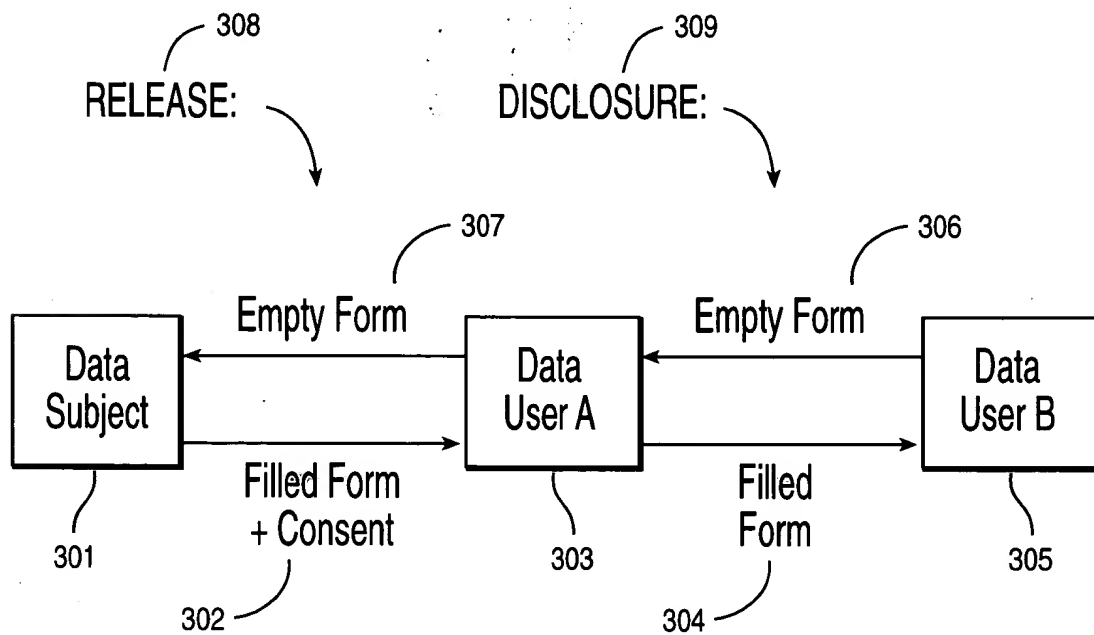 308
309
RELEASE:
DISCLOSURE:
307
306
Empty Form
Empty Form
Data
Subject
Data
User A
Data
User B
Filled Form
+ Consent
Filled
Form
301
303
305
302
304